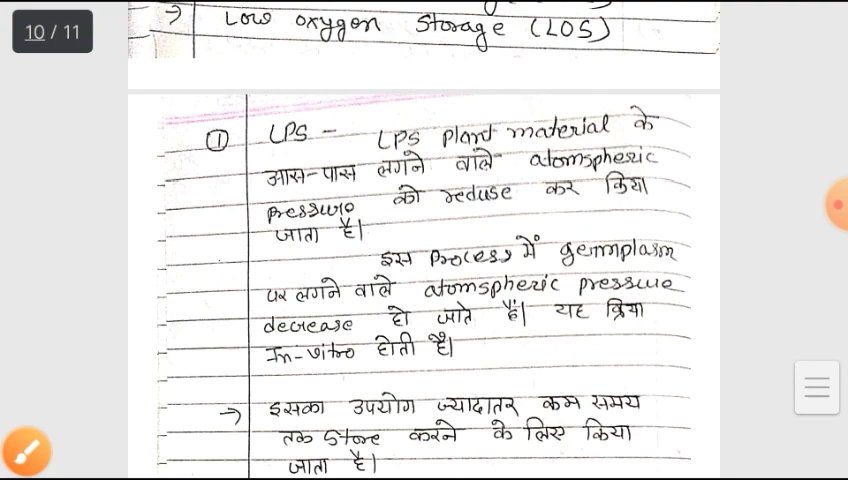 10 / 11
→ Low oxygen Storage (LOS)
① LPS - LPS Plant material के
आस-पास लगने वाले atomspheric
Pressure को reduse कर किया
जाता है।
इस Process में germplasm
पर लगने वाले atomspheric pressure
decrease हो जाते हैं। यह क्रिया
In-vitro होती है।
→ इसका उपयोग ज्यादातर कम समय
तक Store करने के लिए किया
जाता है।